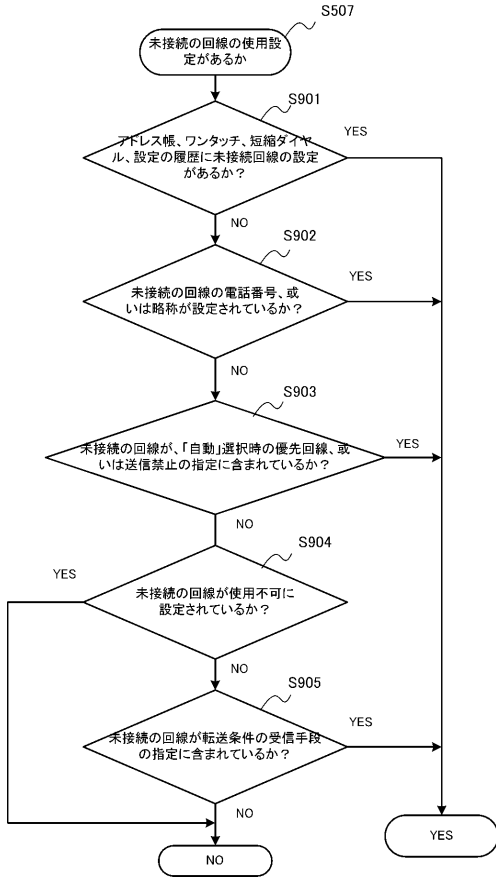 S507
未接続の回線の使用設
定があるか
S901
アドレス帳、ワンタッチ、短縮ダイヤ
ル、設定の履歴に未接続回線の設定
があるか？
YES
NO
S902
未接続の回線の電話番号、或
いは略称が設定されているか？
YES
NO
S903
未接続の回線が、「自動」選択時の優先回線、或
いは送信禁止の指定に含まれているか？
YES
NO
S904
YES
未接続の回線が使用不可に
設定されているか？
NO
S905
未接続の回線が転送条件の受信手段
の指定に含まれているか？
YES
NO
YES
NO